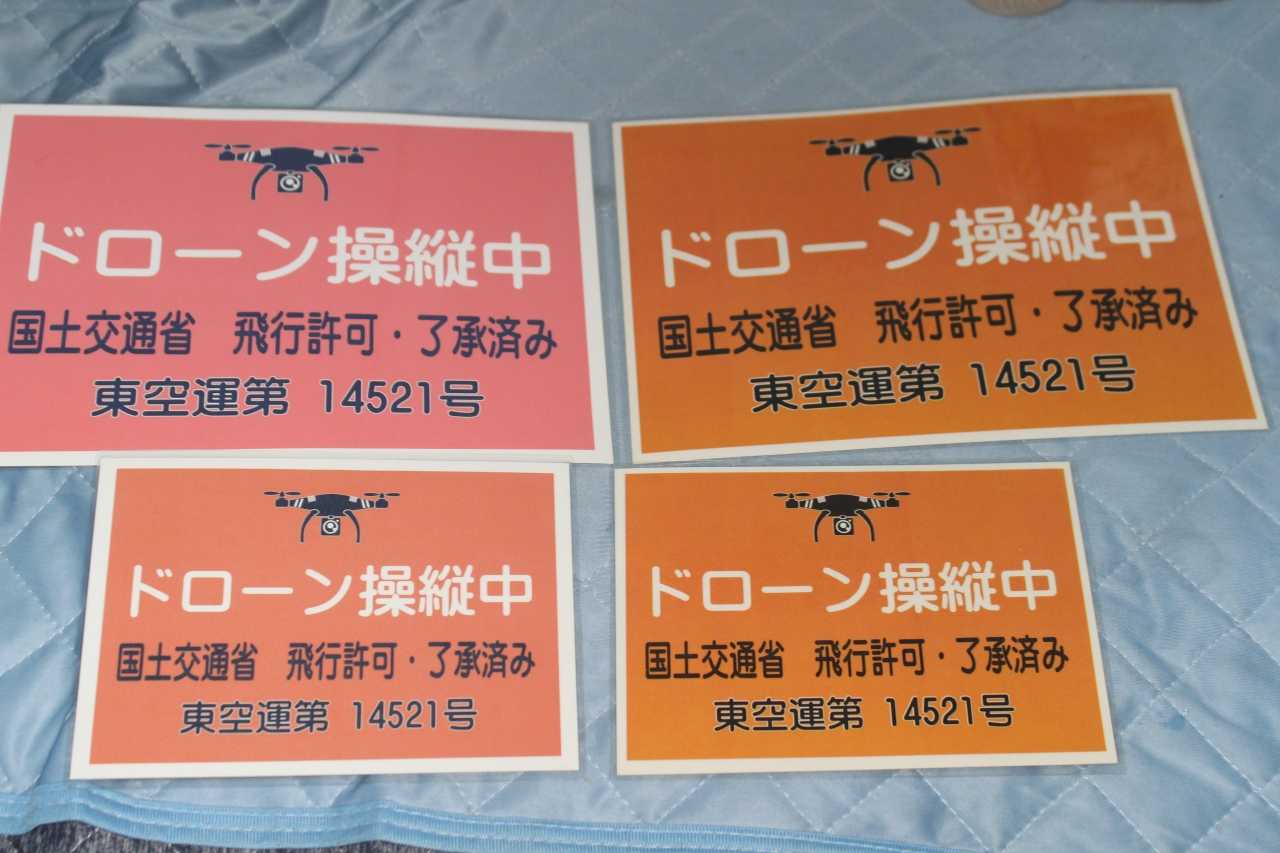 ドローン操縦中
国土交通省　飛行許可・了承済み
東空運第 14521号
ドローン操縦中
国土交通省　飛行許可・了承済み
東空運第 14521号
ドローン操縦中
国土交通省　飛行許可・了承済み
東空運第 14521号
ドローン操縦中
国土交通省　飛行許可・了承済み
東空運第 14521号